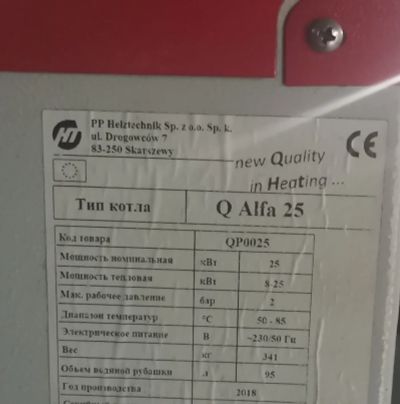 HT PP Heiztechnik Sp. z o.o. Sp. k.
ul. Drogowców 7
83-250 Skarszewy
CE
new Quality
in Heating ...
Тип котла Q Alfa 25
Код товара QP0025
Мощность номинальная кВт 25
Мощность тепловая кВт 8-25
Мак. рабочее давление бар 2
Диапазон температур °C 50 - 85
Электрическое питание В ~230/50 Гц
Вес кг 341
Объем водяной рубашки л 95
Год производства 2018